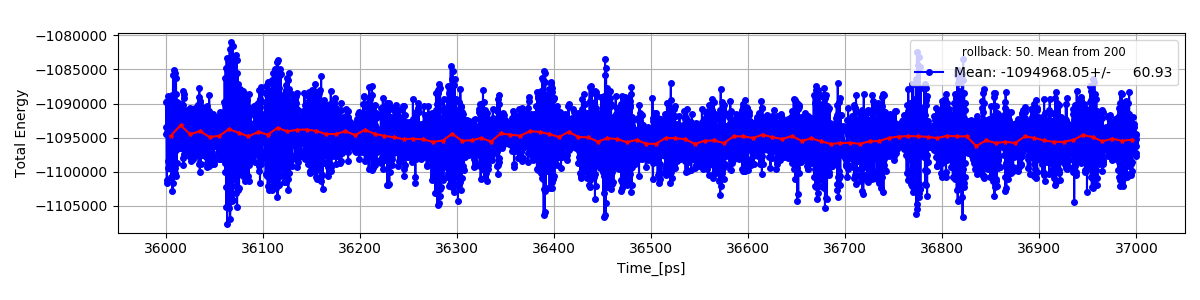 −1080000
−1085000
−1090000
−1095000
−1100000
−1105000
Total Energy
rollback: 50. Mean from 200
Mean: -1094968.05+/- 60.93
36000 36100 36200 36300 36400 36500 36600 36700 36800 36900 37000
Time_[ps]